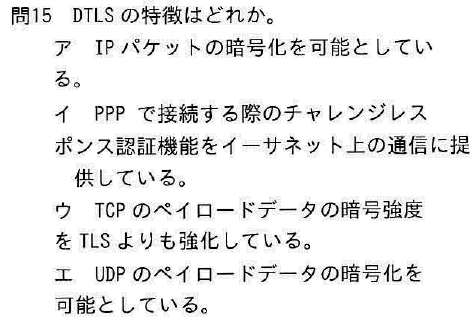 問15 DTLSの特徴はどれか。
ア IPパケットの暗号化を可能としてい
る。
イ PPP で接続する際のチャレンジレス
ポンス認証機能をイーサネット上の通信に提
供している。
ウ TCPのペイロードデータの暗号強度
をTLSよりも強化している。
エ UDPのペイロードデータの暗号化を
可能としている。